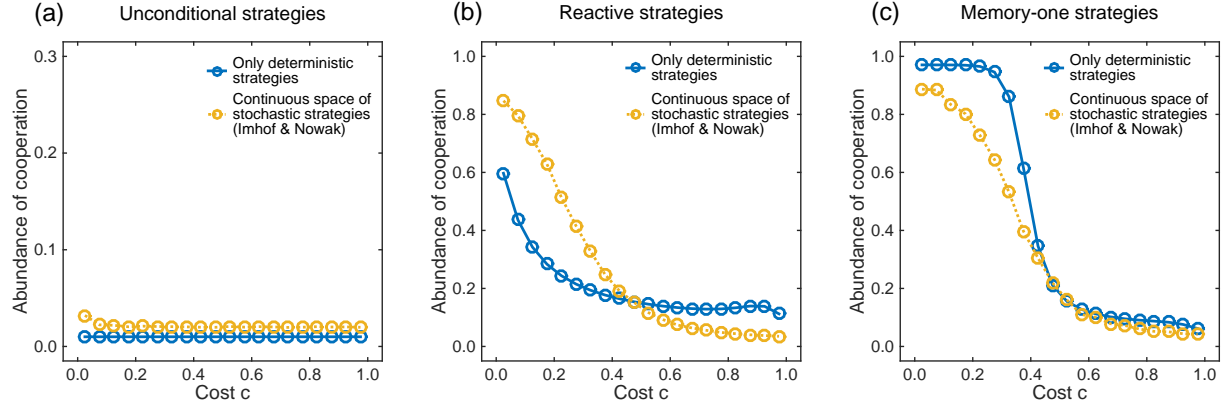 (a) Unconditional strategies
0.3
0.2
0.1
0.0
Abundance of cooperation
Only deterministic
strategies
Continuous space of
stochastic strategies
(Imhof & Nowak)
0.0 0.2 0.4 0.6 0.8 1.0
Cost c
(b) Reactive strategies
1.0
0.8
0.6
0.4
0.2
0.0
Abundance of cooperation
Only deterministic
strategies
Continuous space of
stochastic strategies
(Imhof & Nowak)
0.0 0.2 0.4 0.6 0.8 1.0
Cost c
(c) Memory-one strategies
1.0
0.8
0.6
0.4
0.2
0.0
Abundance of cooperation
Only deterministic
strategies
Continuous space of
stochastic strategies
(Imhof & Nowak)
0.0 0.2 0.4 0.6 0.8 1.0
Cost c